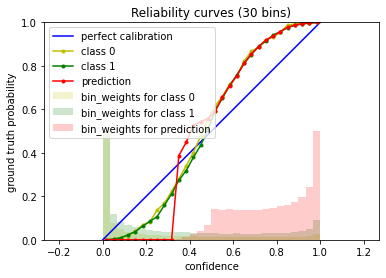 Reliability curves (30 bins)
1.0
0.8
0.6
0.4
0.2
0.0
ground truth probability
perfect calibration
class 0
class 1
prediction
bin_weights for class 0
bin_weights for class 1
bin_weights for prediction
−0.2 0.0 0.2 0.4 0.6 0.8 1.0 1.2
confidence